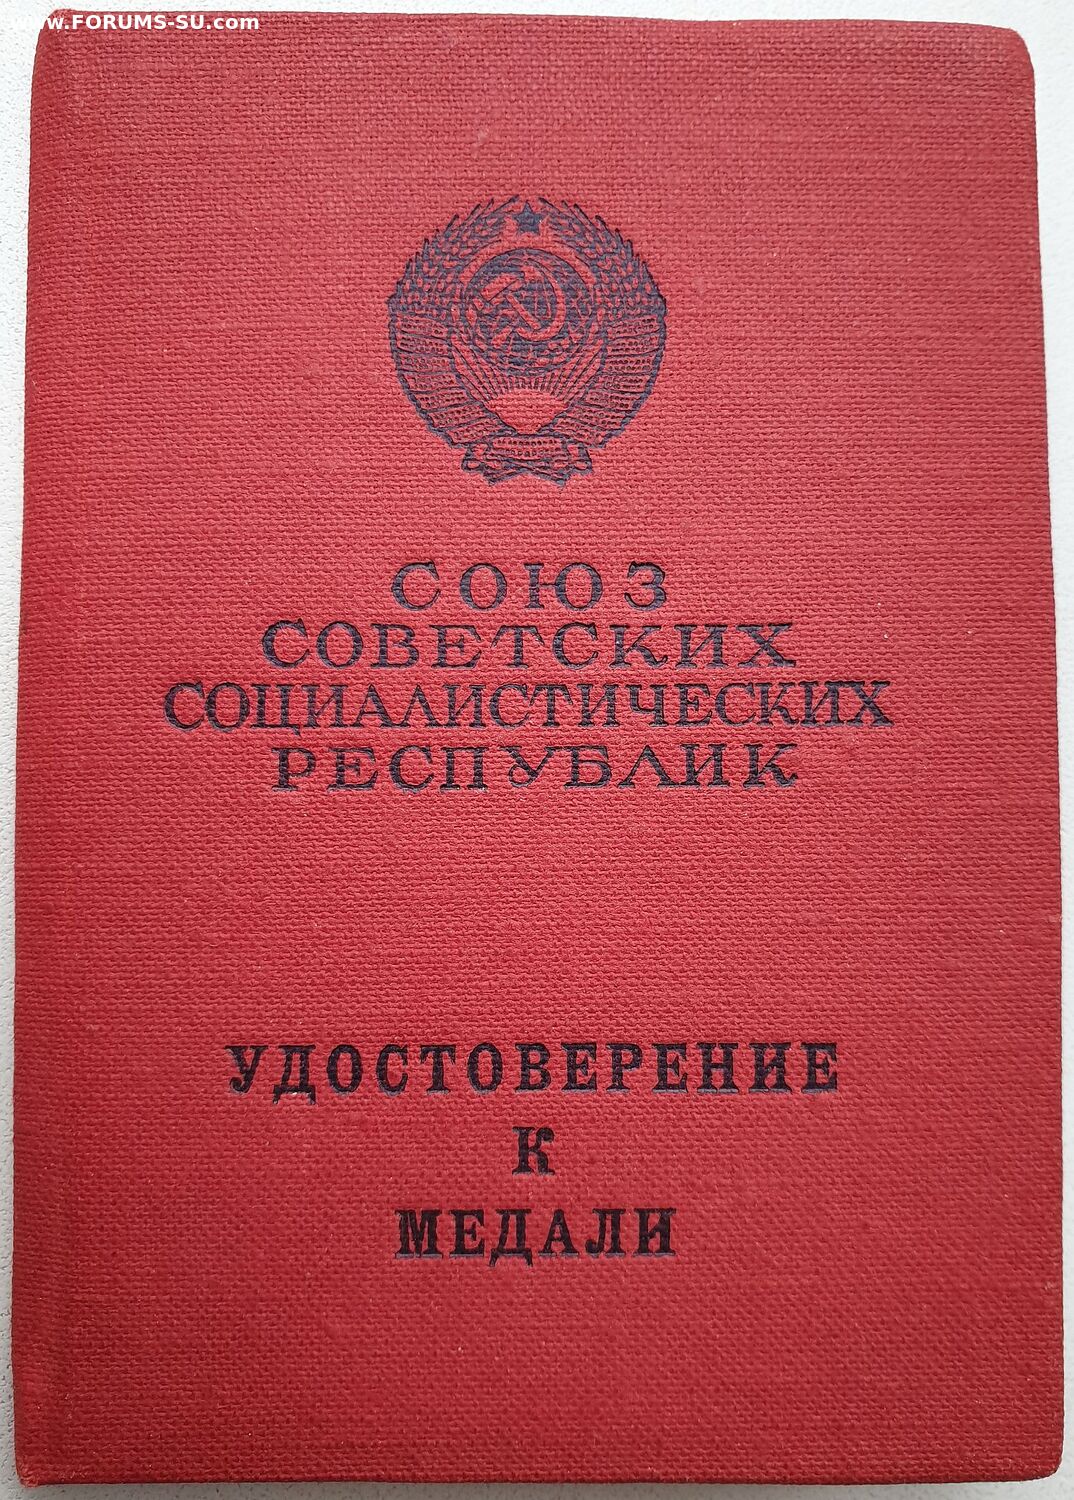 www.FORUMS-SU.com
СОЮЗ
СОВЕТСКИХ
СОЦИАЛИСТИЧЕСКИХ
РЕСПУБЛИК
УДОСТОВЕРЕНИЕ
К
МЕДАЛИ